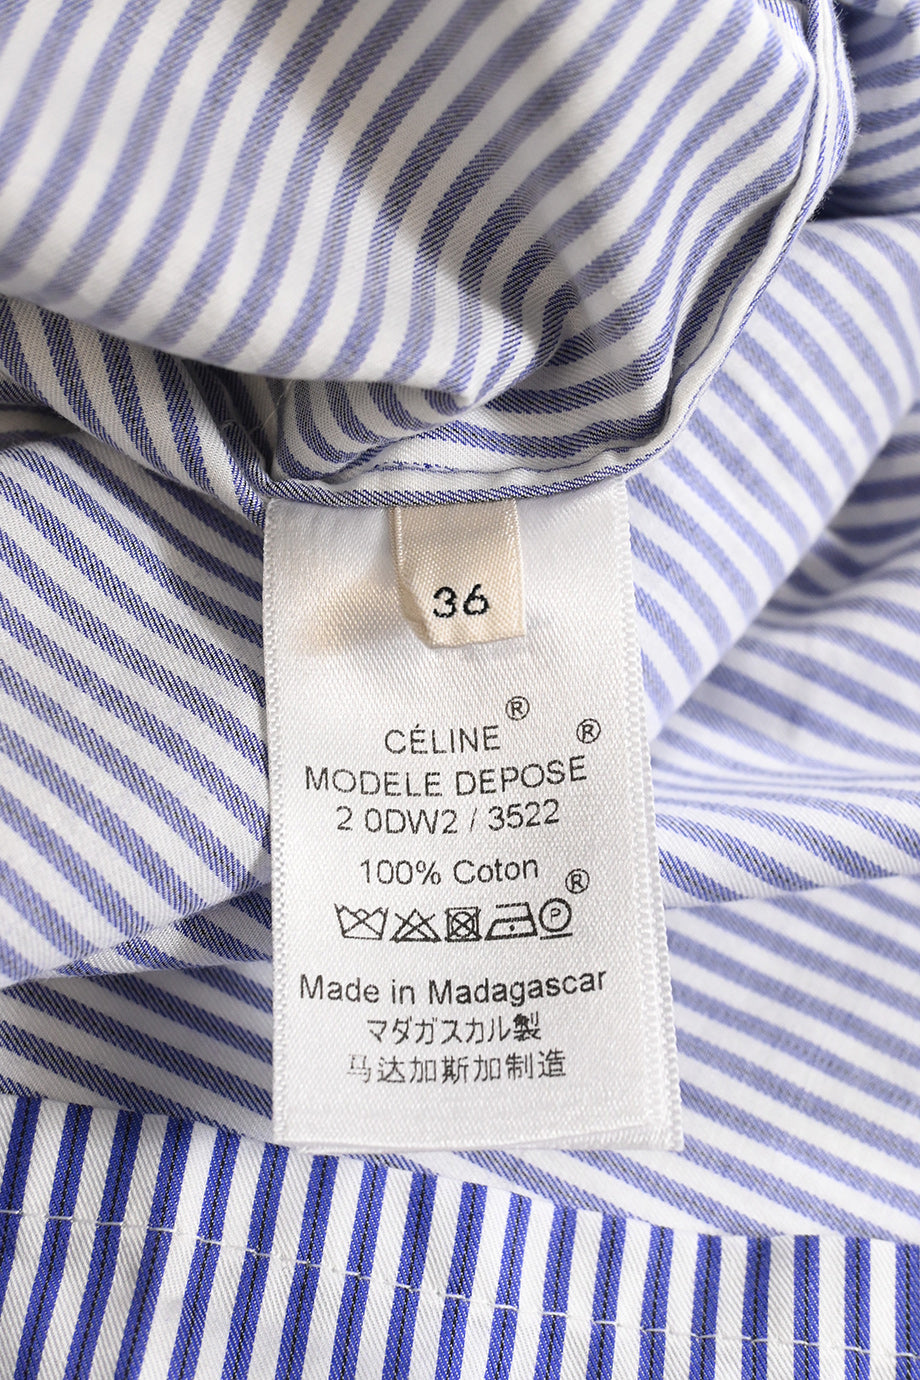 36
CÉLINE ®
MODELE DEPOSE ®
2 0DW2 / 3522
100% Coton
® P
Made in Madagascar
マダガスカル製
马达加斯加制造